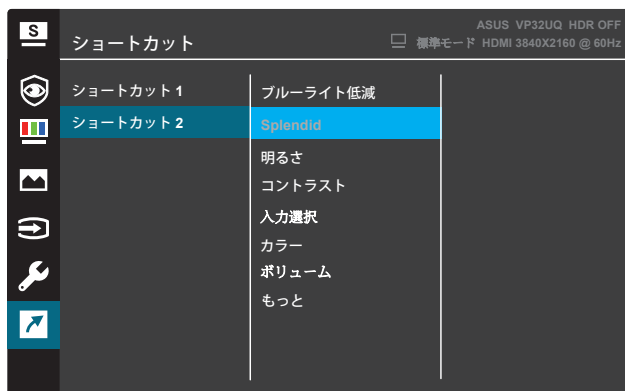 S
ASUS VP32UQ HDR OFF
ショートカット
標準モード HDMI 3840X2160 @ 60Hz
ショートカット 1
ショートカット 2
ブルーライト低減
Splendid
明るさ
コントラスト
入力選択
カラー
ボリューム
もっと